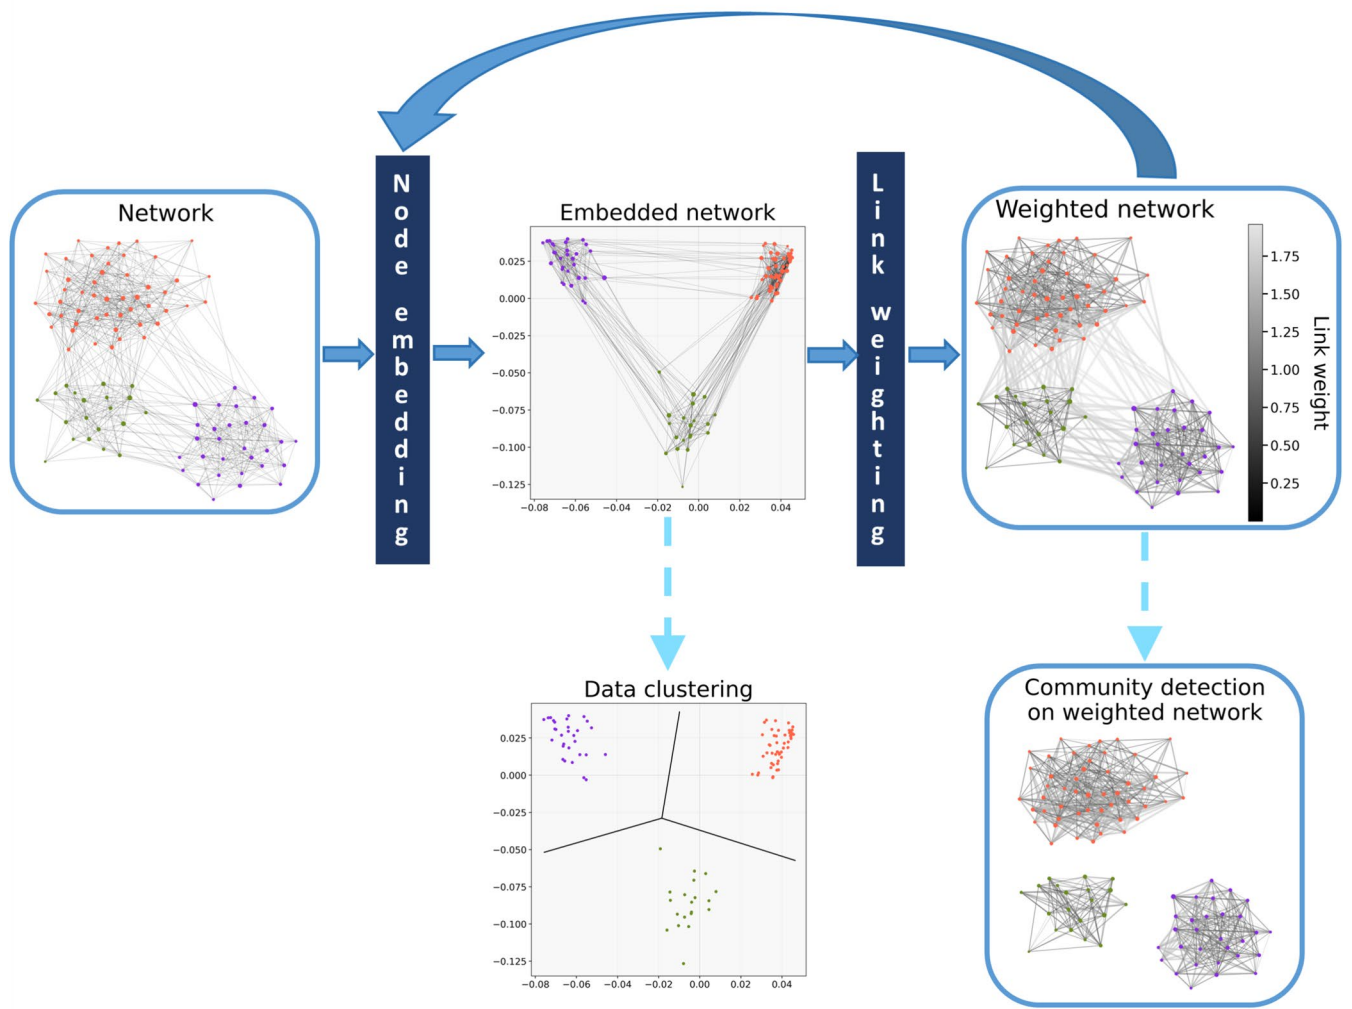 Network
Node embedding
Embedded network
0.025
0.000
−0.025
−0.050
−0.075
−0.100
−0.125
−0.08 −0.06 −0.04 −0.02 0.00 0.02 0.04
Link weighting
Weighted network
1.75
1.50
1.25
1.00
0.75
0.50
0.25
Link weight
Data clustering
0.025
0.000
−0.025
−0.050
−0.075
−0.100
−0.125
−0.08 −0.06 −0.04 −0.02 0.00 0.02 0.04
Community detection
on weighted network